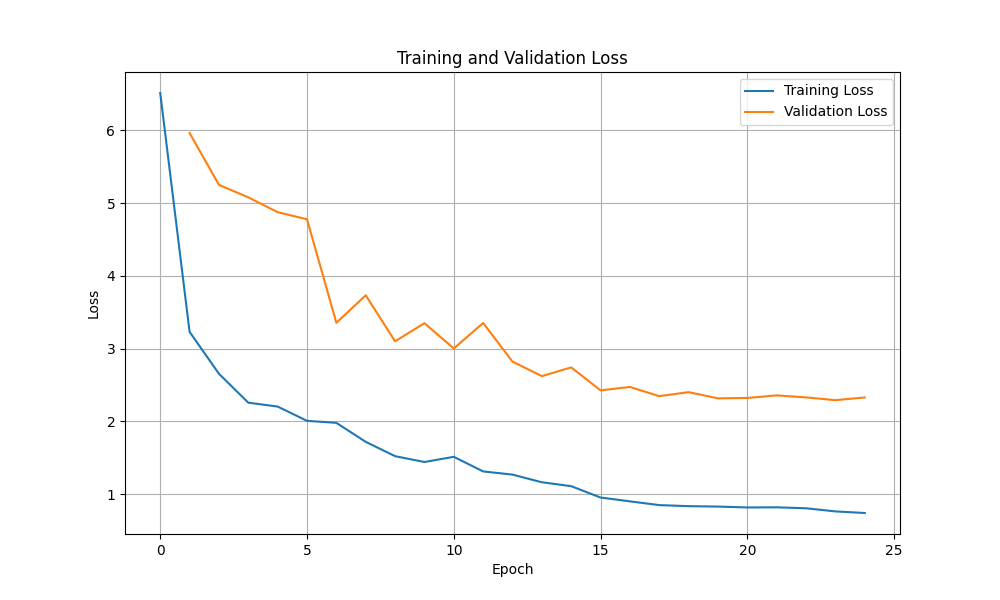 Training and Validation Loss
Training Loss
Validation Loss
Loss
6
5
4
3
2
1
0 5 10 15 20 25
Epoch